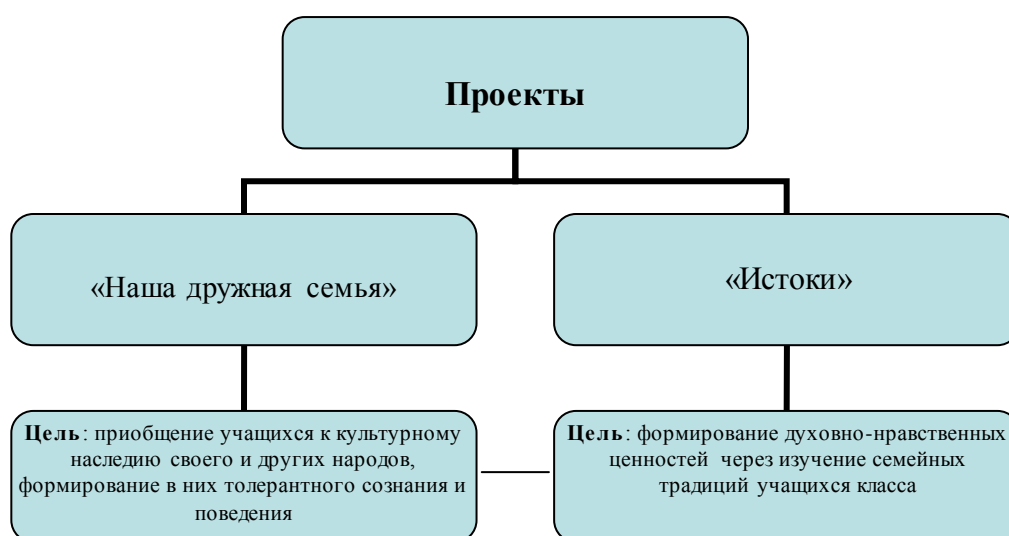 Проекты
«Наша дружная семья»
«Истоки»
Цель: приобщение учащихся к культурному
наследию своего и других народов,
формирование в них толерантного сознания и
поведения
Цель: формирование духовно-нравственных
ценностей через изучение семейных
традиций учащихся класса